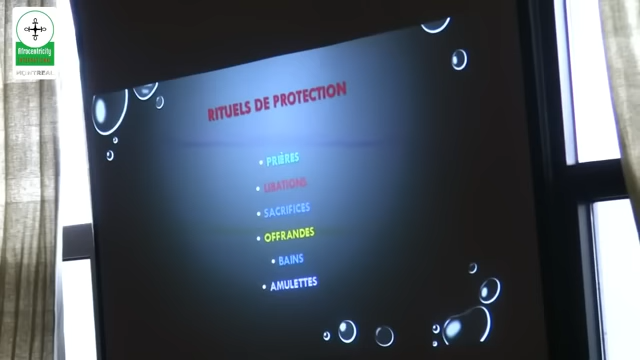 Afrocentricity
MONTREAL
RITUELS DE PROTECTION
• PRIÈRES
• LIBATIONS
• SACRIFICES
• OFFRANDES
• BAINS
• AMULETTES